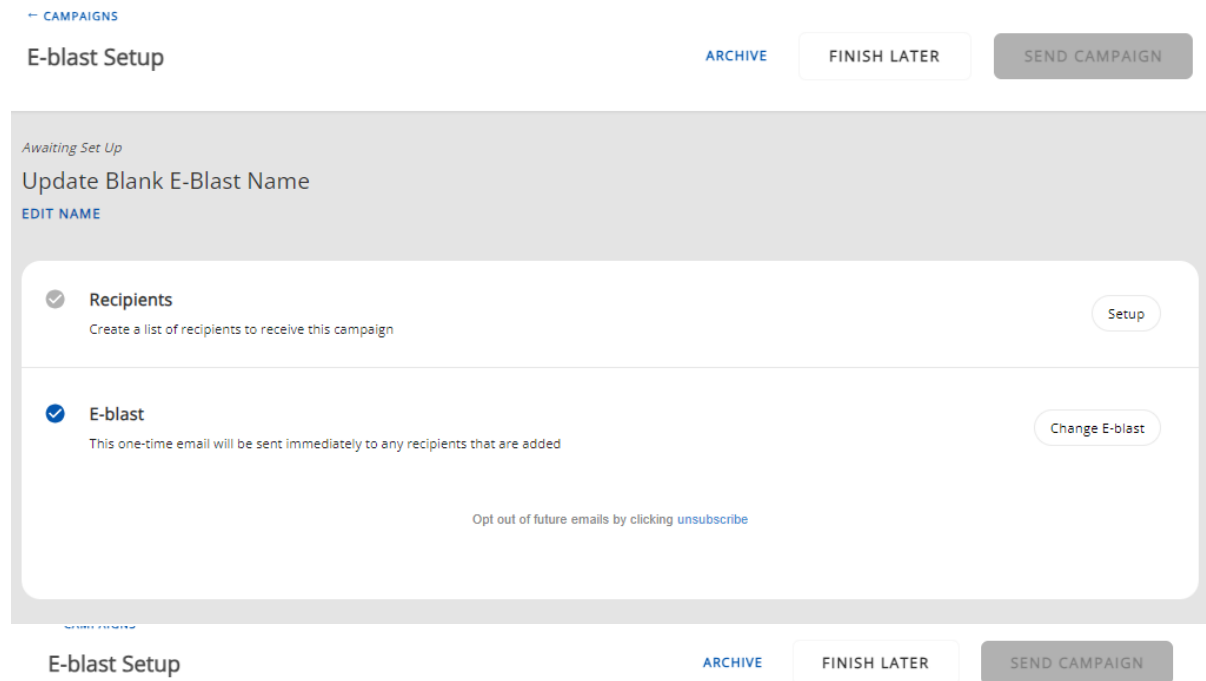 ← CAMPAIGNS
E-blast Setup
ARCHIVE
FINISH LATER
SEND CAMPAIGN
Awaiting Set Up
Update Blank E-Blast Name
EDIT NAME
Recipients
Create a list of recipients to receive this campaign
Setup
E-blast
This one-time email will be sent immediately to any recipients that are added
Change E-blast
Opt out of future emails by clicking unsubscribe
CAMPAIGNS
E-blast Setup
ARCHIVE
FINISH LATER
SEND CAMPAIGN